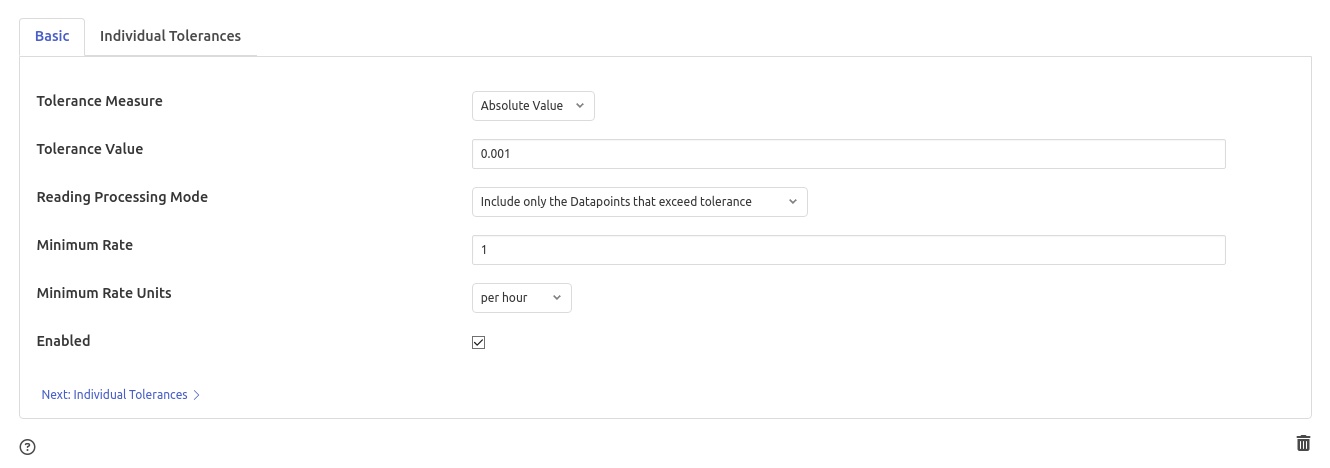 Basic Individual Tolerances
Tolerance Measure Absolute Value
Tolerance Value 0.001
Reading Processing Mode Include only the Datapoints that exceed tolerance
Minimum Rate 1
Minimum Rate Units per hour
Enabled
Next: Individual Tolerances